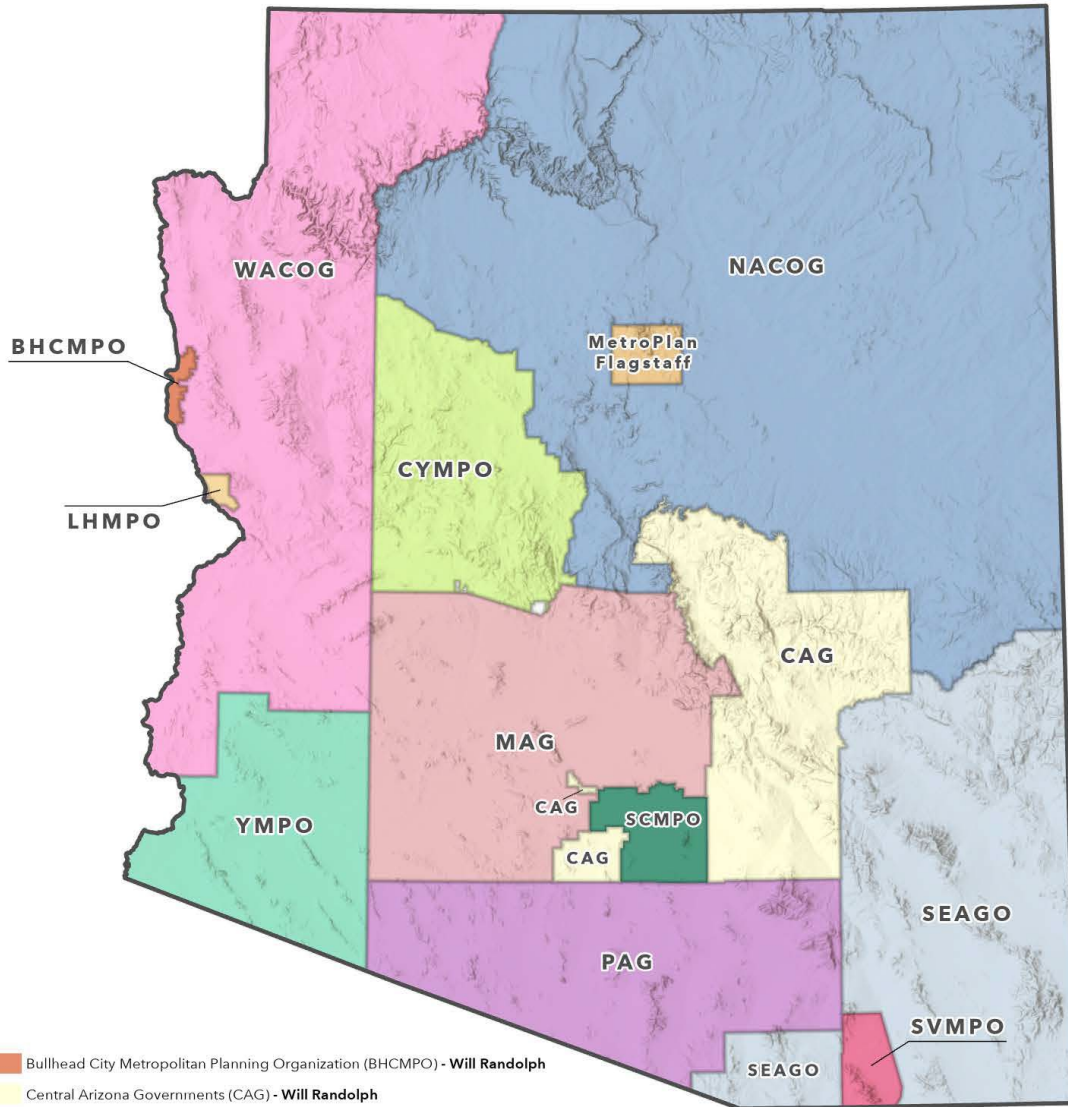 WACOG
NACOG
BHCMPO
MetroPlan
Flagstaff
CYMPO
LHMPO
CAG
MAG
CAG
SCMPO
YMPO
CAG
SEAGO
PAG
SVMPO
SEAGO
Bullhead City Metropolitan Planning Organization (BHCMPO) - Will Randolph
Central Arizona Governments (CAG) - Will Randolph